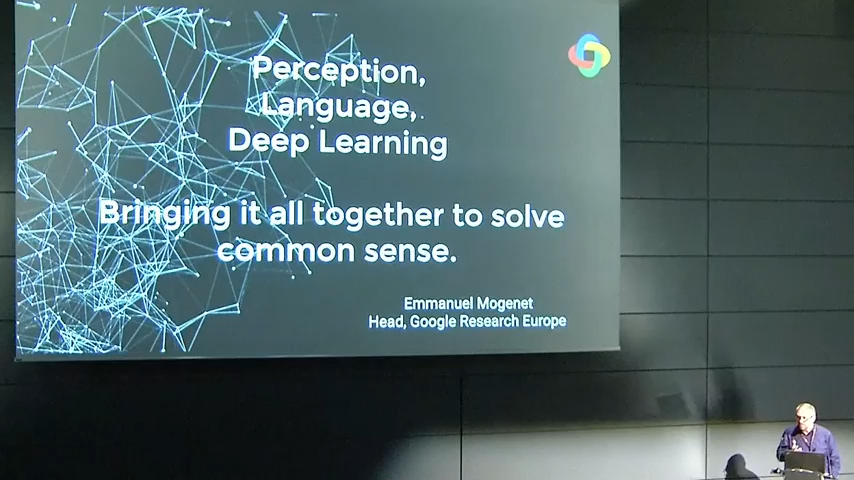 Perception,
Language,
Deep Learning
Bringing it all together to solve
common sense.
Emmanuel Mogenet
Head, Google Research Europe